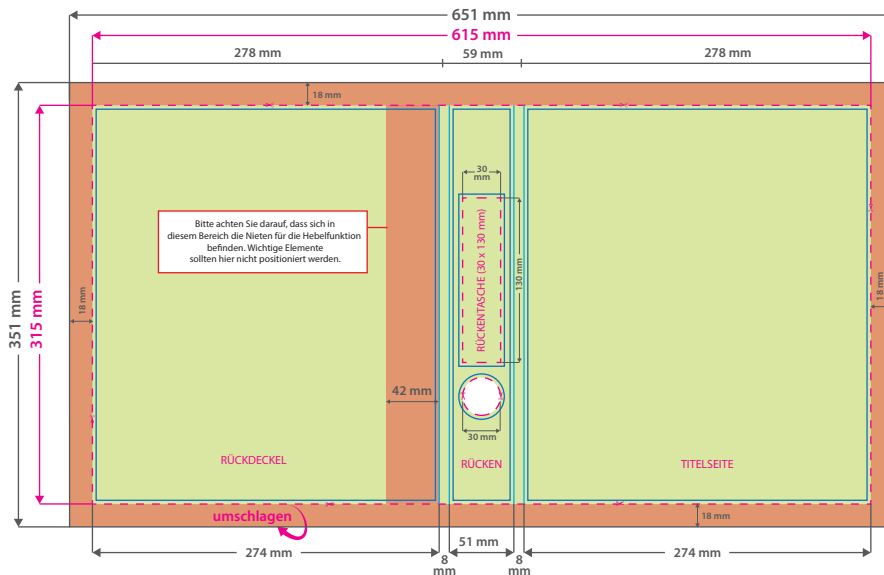 651 mm
615 mm
278 mm
59 mm
278 mm
18 mm
30
mm
Bitte achten Sie darauf, dass sich in
diesem Bereich die Nieten für die Hebelfunktion
befinden. Wichtige Elemente
sollten hier nicht positioniert werden.
RÜCKENTASCHE (30 x 130 mm)
130 mm
351 mm
315 mm
18 mm
18 mm
42 mm
30 mm
RÜCKDECKEL
RÜCKEN
TITELSEITE
umschlagen
18 mm
274 mm
8
mm
51 mm
8
mm
274 mm